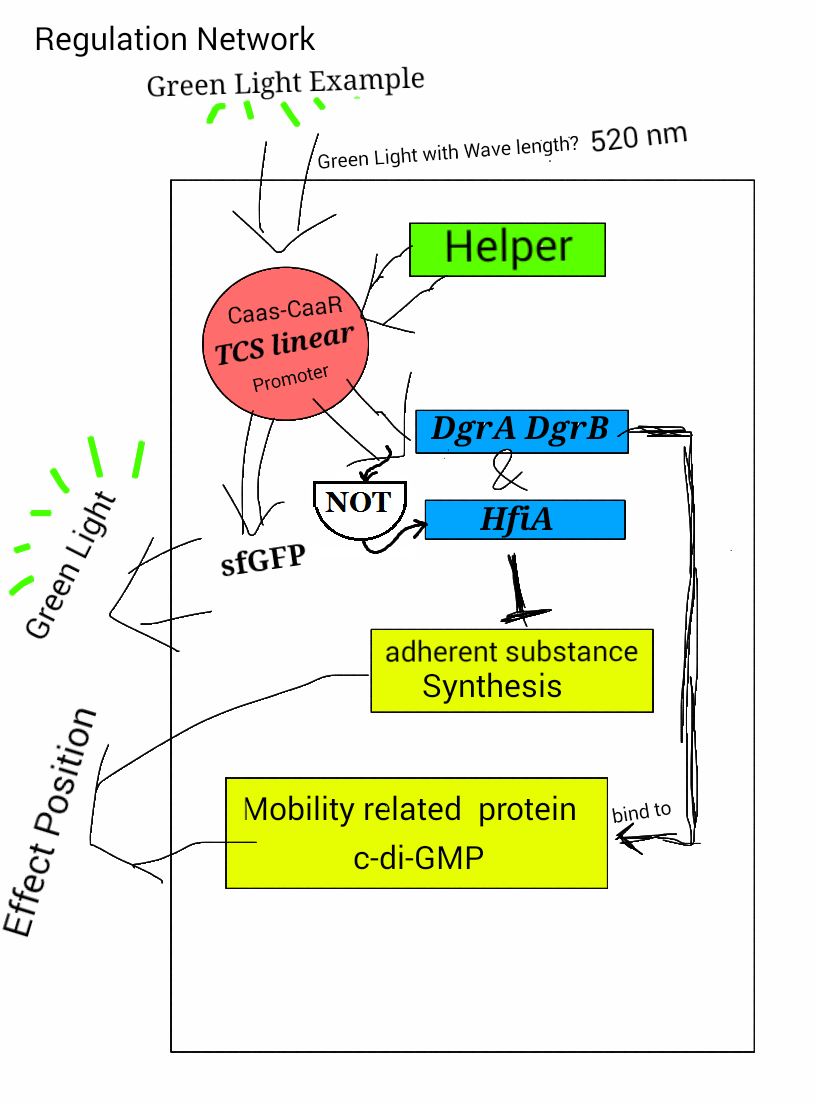 Regulation Network
Green Light Example
Green Light with Wave length? 520 nm
Helper
Caas-CaaR
TCS linear
Promoter
DgrA DgrB
&
NOT
HfiA
sfGFP
Green Light
adherent substance
Synthesis
Effect Position
Mobility related protein
c-di-GMP
bind to